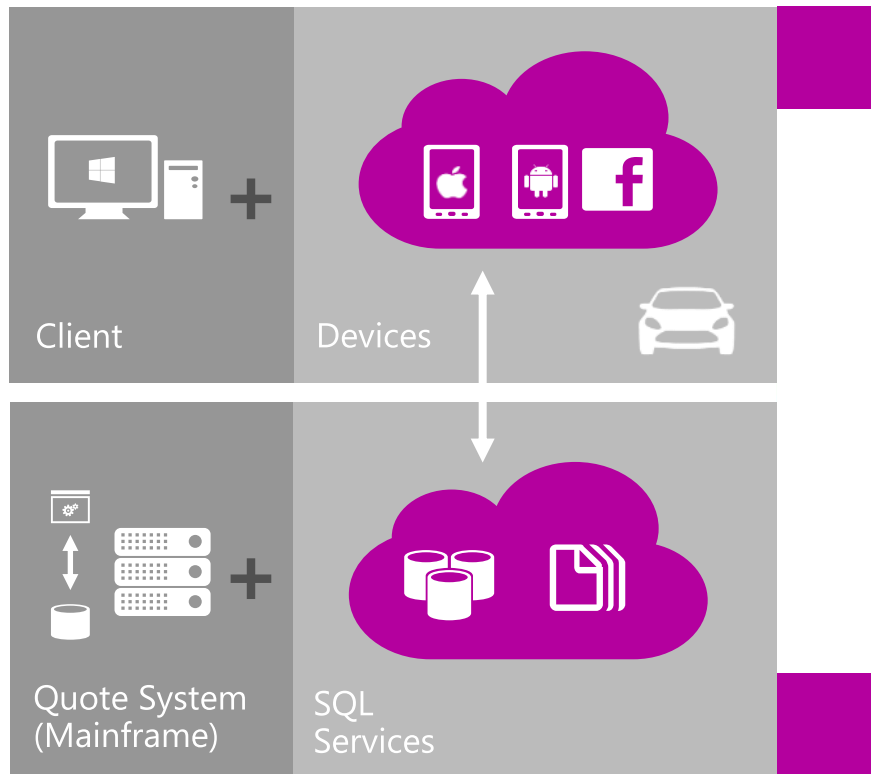 Client
Devices
Quote System
(Mainframe)
SQL
Services